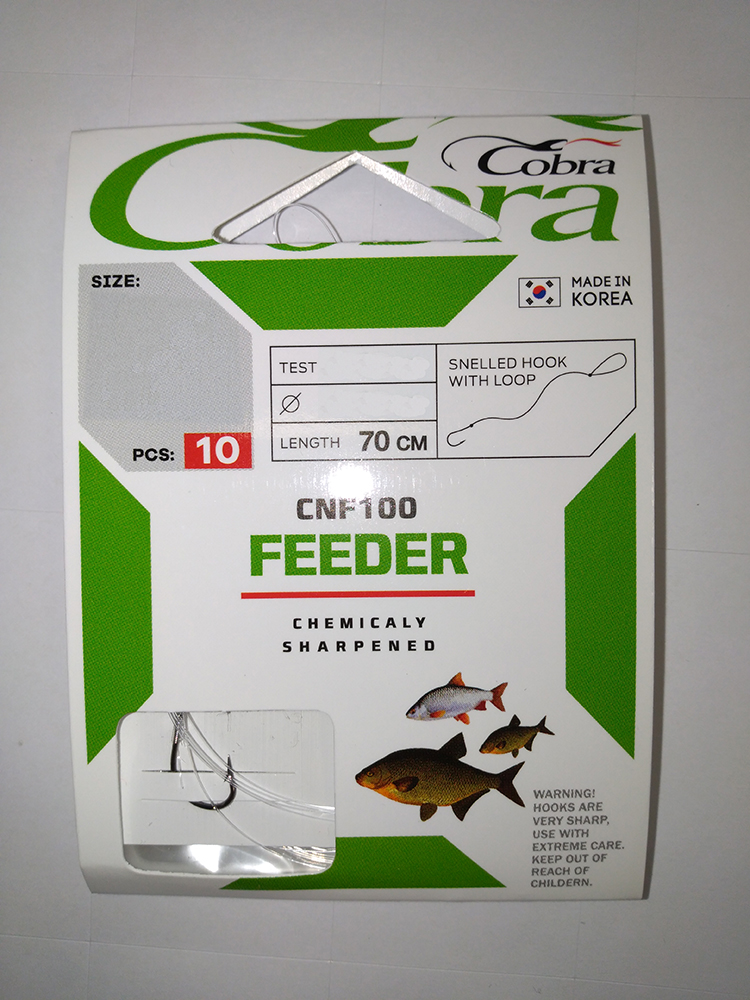 Cobra
Cobra
SIZE:
MADE IN
KOREA
TEST
SNELLED HOOK
WITH LOOP
Ø
LENGTH 70 CM
PCS: 10
CNF100
FEEDER
CHEMICALY
SHARPENED
WARNING!
HOOKS ARE
VERY SHARP,
USE WITH
EXTREME CARE.
KEEP OUT OF
REACH OF
CHILDERN.